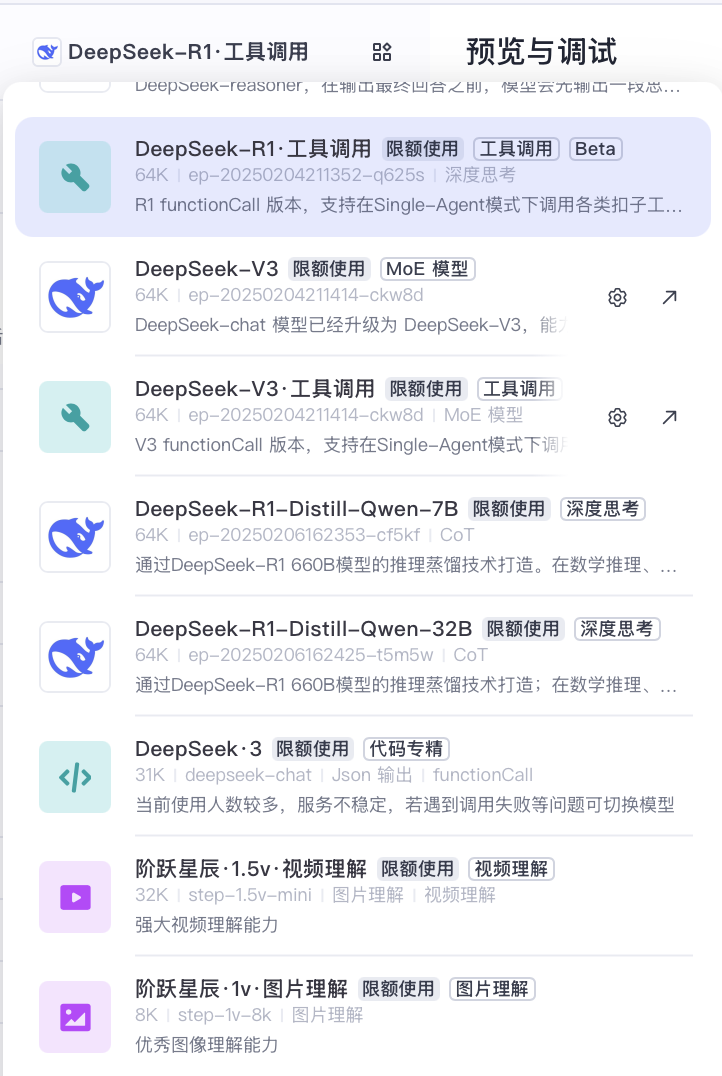 DeepSeek-R1·工具调用
预览与调试
DeepSeek-reasoner，在输出最终回答之前，模型会先输出一段思...
DeepSeek-R1·工具调用 限额使用 工具调用 Beta
64K | ep-20250204211352-q625s | 深度思考
R1 functionCall 版本，支持在Single-Agent模式下调用各类扣子工...
DeepSeek-V3 限额使用 MoE 模型
64K | ep-20250204211414-ckw8d
DeepSeek-chat 模型已经升级为 DeepSeek-V3，能力
DeepSeek-V3·工具调用 限额使用 工具调用
64K | ep-20250204211414-ckw8d | MoE 模型
V3 functionCall 版本，支持在Single-Agent模式下调用
DeepSeek-R1-Distill-Qwen-7B 限额使用 深度思考
64K | ep-20250206162353-cf5kf | CoT
通过DeepSeek-R1 660B模型的推理蒸馏技术打造。在数学推理、...
DeepSeek-R1-Distill-Qwen-32B 限额使用 深度思考
64K | ep-20250206162425-t5m5w | CoT
通过DeepSeek-R1 660B模型的推理蒸馏技术打造；在数学推理、...
DeepSeek·3 限额使用 代码专精
31K | deepseek-chat | Json 输出 | functionCall
当前使用人数较多，服务不稳定，若遇到调用失败等问题可切换模型
阶跃星辰·1.5v·视频理解 限额使用 视频理解
32K | step-1.5v-mini | 图片理解 | 视频理解
强大视频理解能力
阶跃星辰·1v·图片理解 限额使用 图片理解
8K | step-1v-8k | 图片理解
优秀图像理解能力